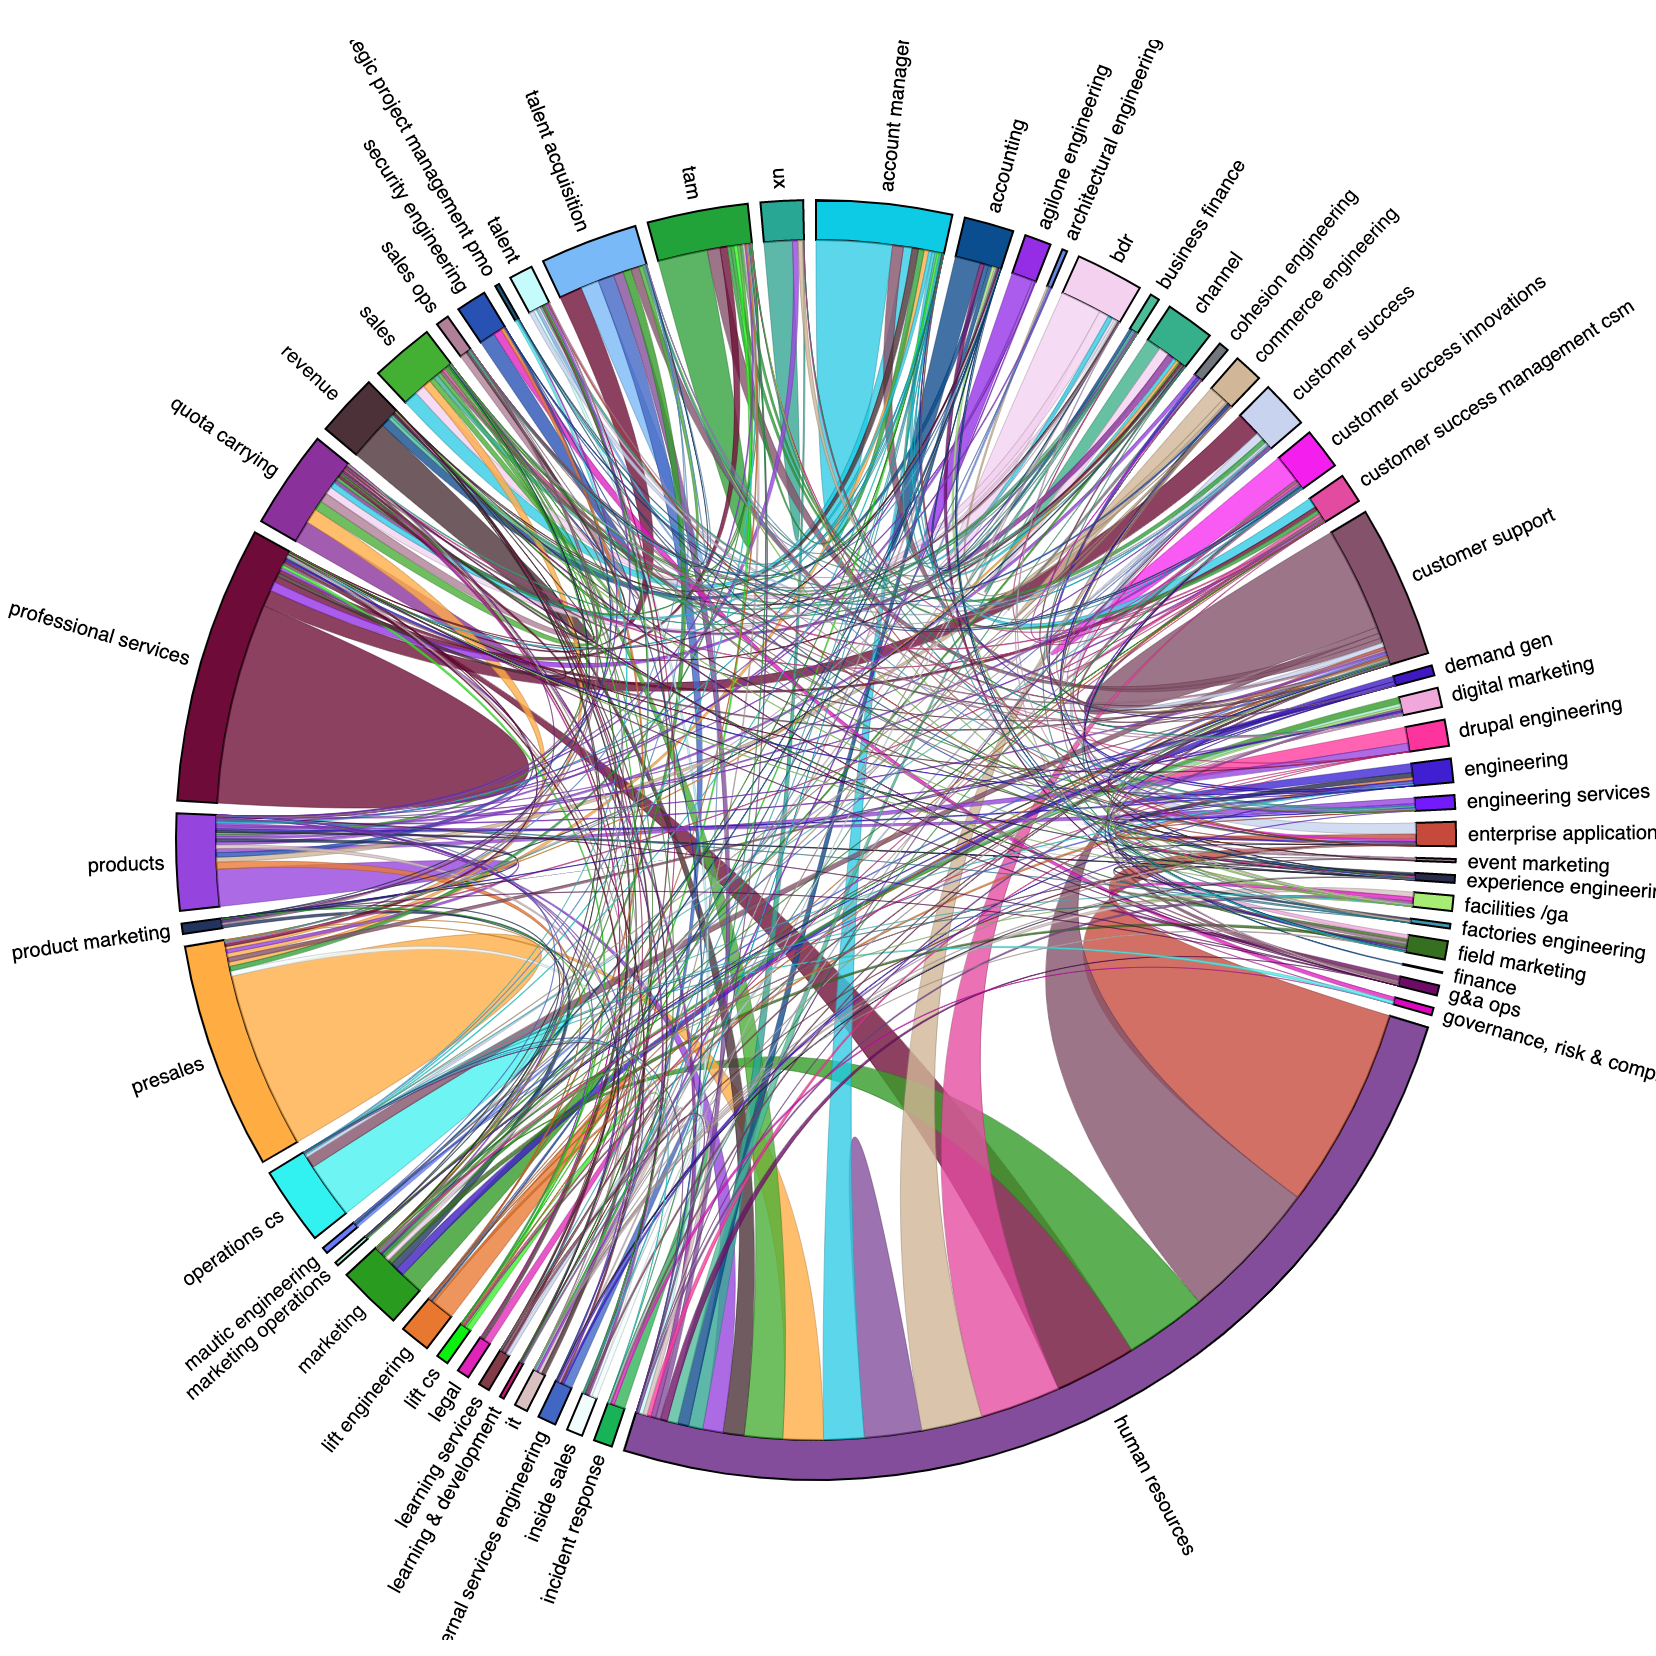 account manager
accounting
agilone engineering
architectural engineering
bdr
business finance
channel
cohesion engineering
commerce engineering
customer success
customer success innovations
customer success management csm
customer support
demand gen
digital marketing
drupal engineering
engineering
engineering services
enterprise application
event marketing
experience engineerin
facilities /ga
factories engineering
field marketing
finance
g&a ops
governance, risk & comp
human resources
incident response
inside sales
ernal services engineering
it
learning & development
learning services
legal
lift cs
lift engineering
marketing
marketing operations
mautic engineering
operations cs
presales
product marketing
products
professional services
quota carrying
revenue
sales
sales ops
security engineering
tegic project management pmo
talent
talent acquisition
tam
ux